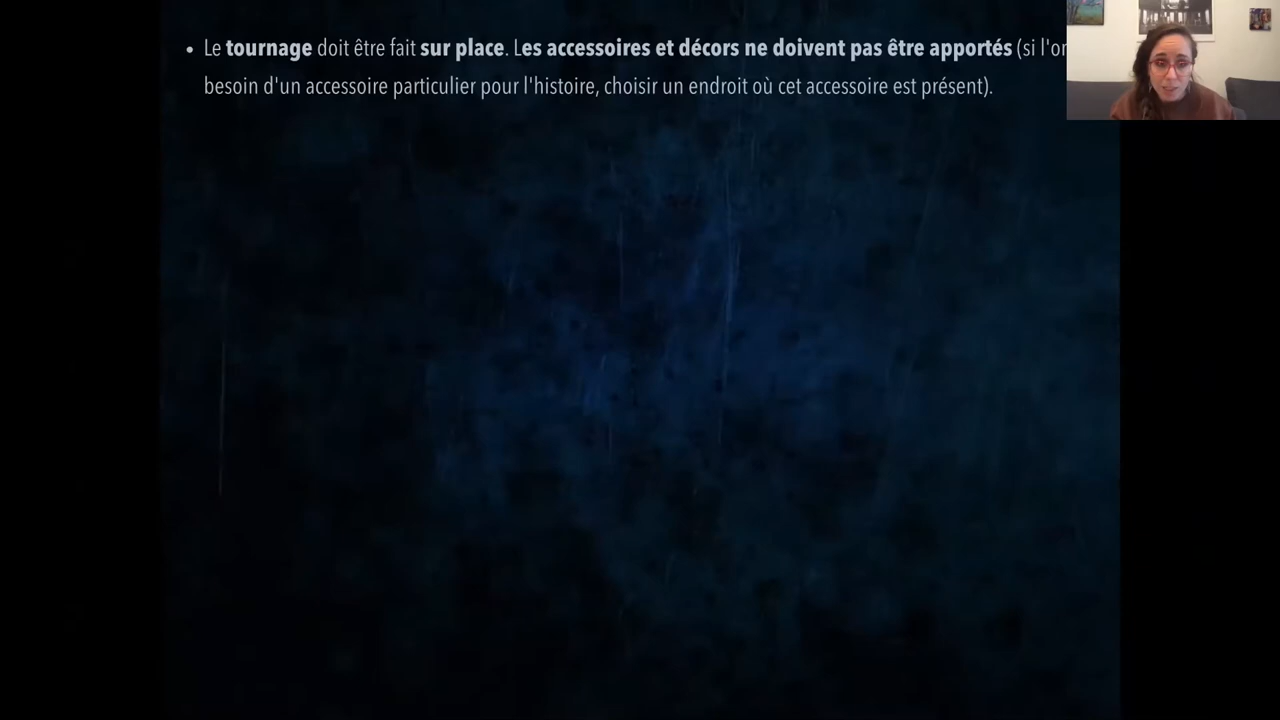 • Le tournage doit être fait sur place. Les accessoires et décors ne doivent pas être apportés (si l'on
besoin d'un accessoire particulier pour l'histoire, choisir un endroit où cet accessoire est présent).